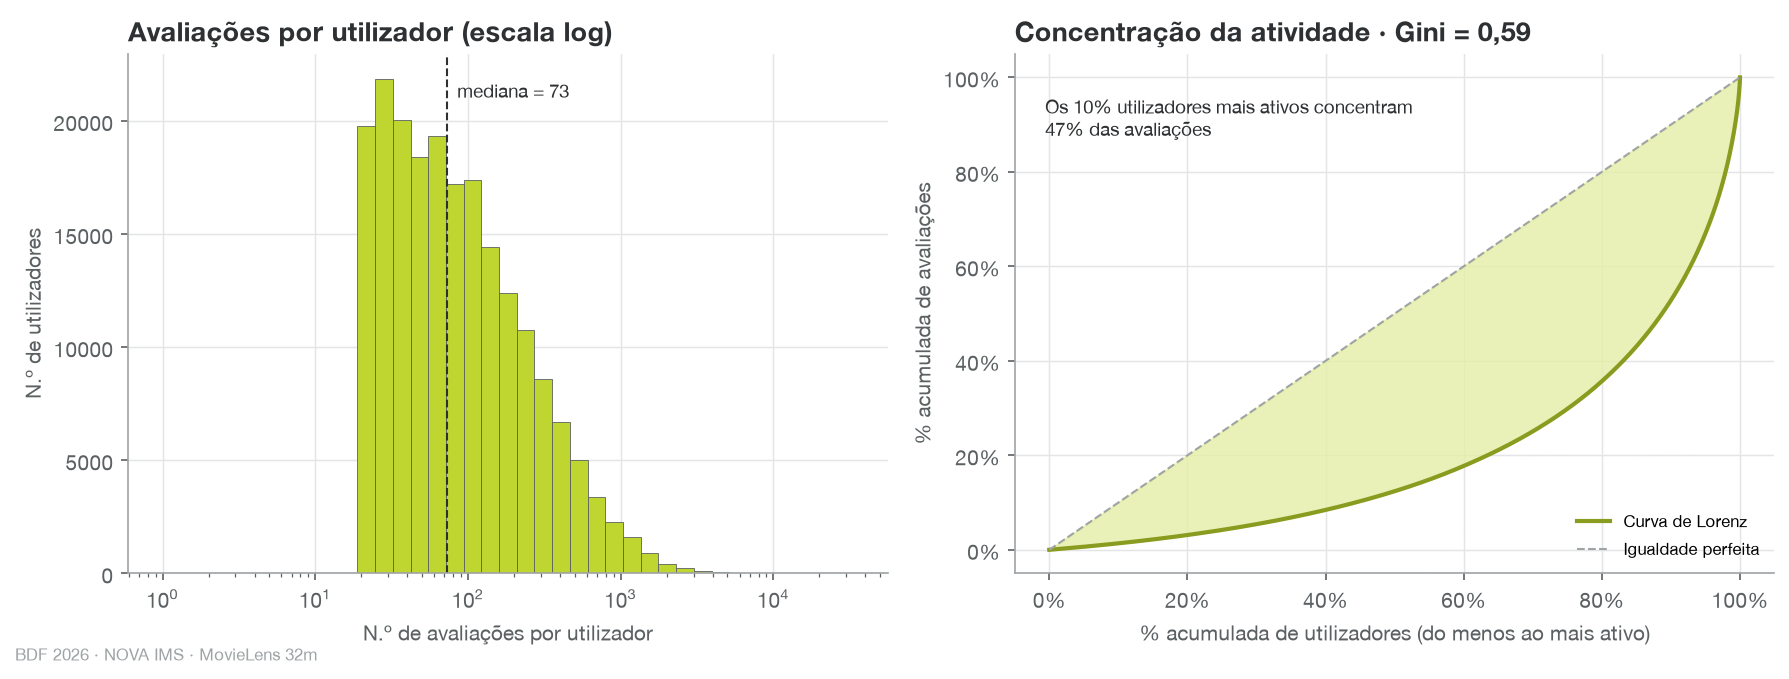 Avaliações por utilizador (escala log)
mediana = 73
N.º de utilizadores
20000
15000
10000
5000
0
10⁰
10¹
10²
10³
10⁴
N.º de avaliações por utilizador
BDF 2026 · NOVA IMS · MovieLens 32m
Concentração da atividade · Gini = 0,59
Os 10% utilizadores mais ativos concentram
47% das avaliações
% acumulada de avaliações
100%
80%
60%
40%
20%
0%
Curva de Lorenz
Igualdade perfeita
0%
20%
40%
60%
80%
100%
% acumulada de utilizadores (do menos ao mais ativo)